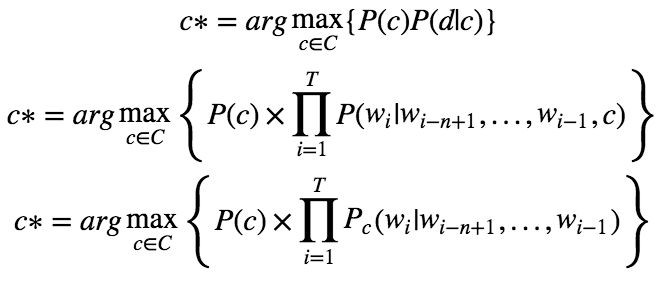 c* = arg max_{c∈C} {P(c)P(d|c)}
c* = arg max_{c∈C} { P(c) × ∏_{i=1}^{T} P(w_i|w_{i−n+1}, …, w_{i−1}, c) }
c* = arg max_{c∈C} { P(c) × ∏_{i=1}^{T} P_c(w_i|w_{i−n+1}, …, w_{i−1}) }